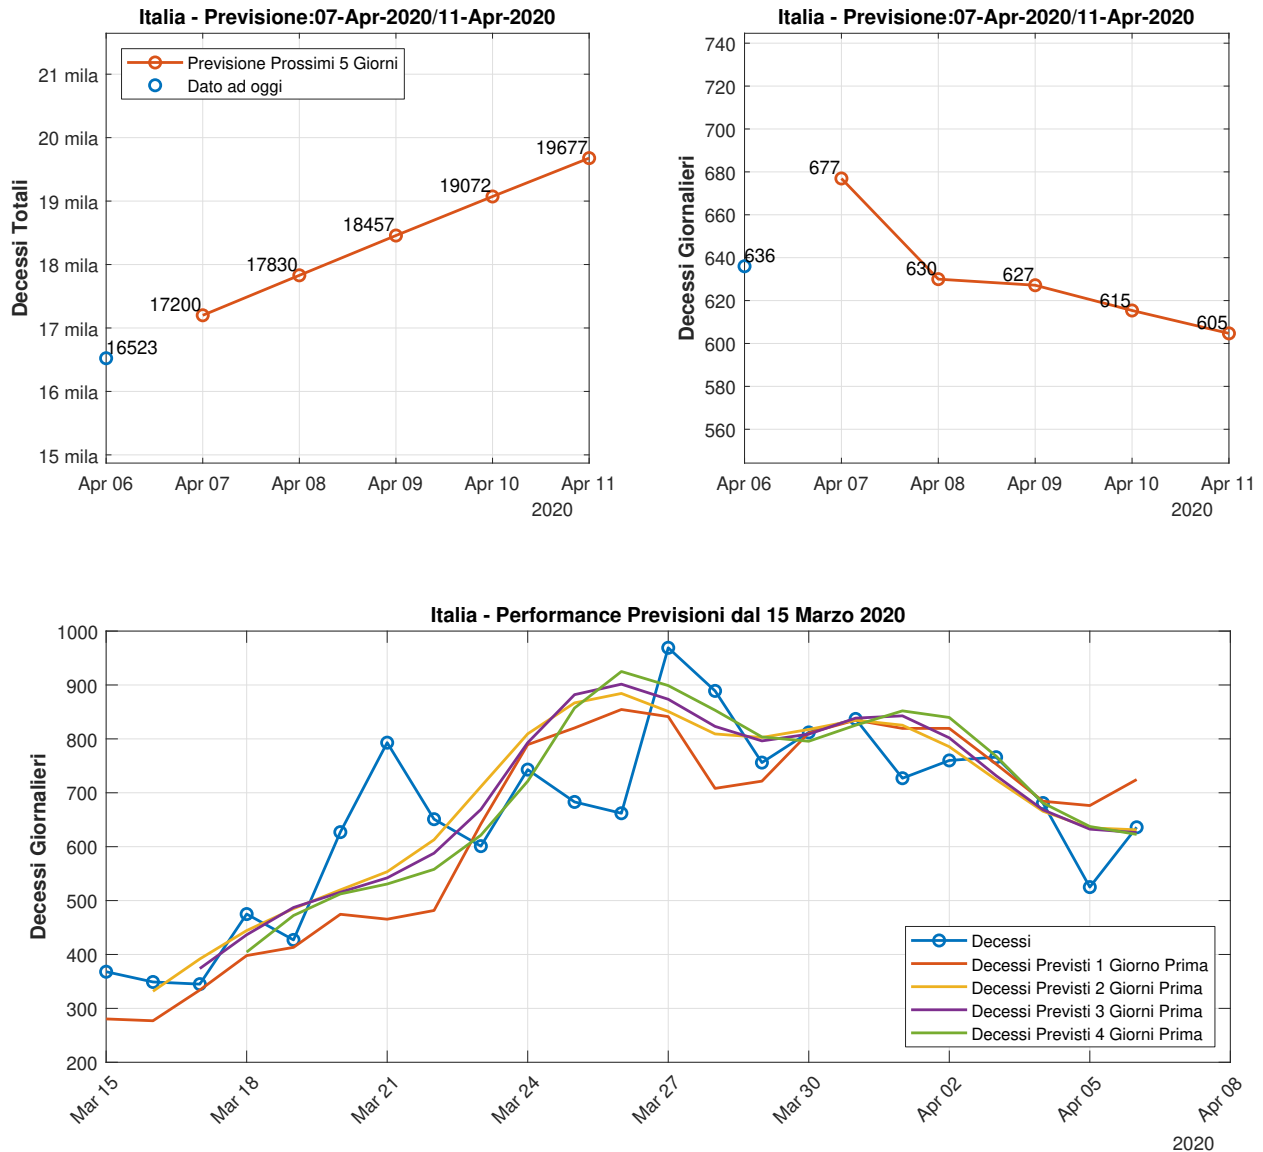 Italia - Previsione:07-Apr-2020/11-Apr-2020
Decessi Totali
21 mila
20 mila
19 mila
18 mila
17 mila
16 mila
15 mila
Previsione Prossimi 5 Giorni
Dato ad oggi
16523
17200
17830
18457
19072
19677
Apr 06 Apr 07 Apr 08 Apr 09 Apr 10 Apr 11
2020
Italia - Previsione:07-Apr-2020/11-Apr-2020
Decessi Giornalieri
740
720
700
680
660
640
620
600
580
560
636
677
630
627
615
605
Apr 06 Apr 07 Apr 08 Apr 09 Apr 10 Apr 11
2020
Italia - Performance Previsioni dal 15 Marzo 2020
Decessi Giornalieri
1000
900
800
700
600
500
400
300
200
Decessi
Decessi Previsti 1 Giorno Prima
Decessi Previsti 2 Giorni Prima
Decessi Previsti 3 Giorni Prima
Decessi Previsti 4 Giorni Prima
Mar 15 Mar 18 Mar 21 Mar 24 Mar 27 Mar 30 Apr 02 Apr 05 Apr 08
2020